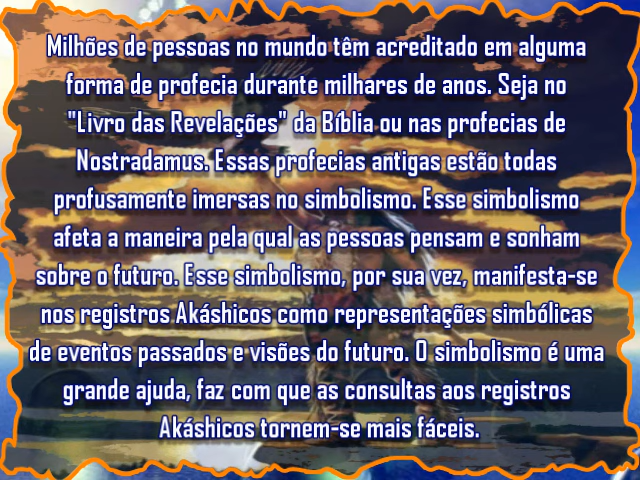 Milhões de pessoas no mundo têm acreditado em alguma
forma de profecia durante milhares de anos. Seja no
"Livro das Revelações" da Bíblia ou nas profecias de
Nostradamus. Essas profecias antigas estão todas
profusamente imersas no simbolismo. Esse simbolismo
afeta a maneira pela qual as pessoas pensam e sonham
sobre o futuro. Esse simbolismo, por sua vez, manifesta-se
nos registros Akáshicos como representações simbólicas
de eventos passados e visões do futuro. O simbolismo é uma
grande ajuda, faz com que as consultas aos registros
Akáshicos tornem-se mais fáceis.